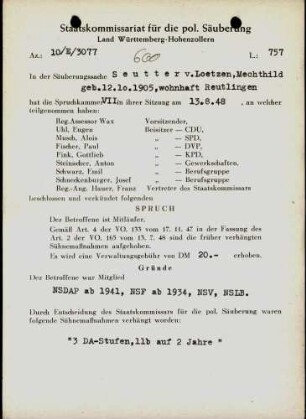 Staatskommissariat für die pol. Säuberung
Land Württemberg-Hohenzollern
Az.: 10/E/3077
600
L.: 757
In der Säuberungssache Seutter v.Loetzen,Mechthild
geb.12.1o.1905,wohnhaft Reutlingen
hat die Spruchkammer VII in ihrer Sitzung am 13.8.48, an welcher
teilgenommen haben:
Reg.Assessor Wax Vorsitzender,
Uhl, Eugen Beisitzer — CDU,
Munch, Alois „ — SPD,
Fischer, Paul „ — DVP,
Fink, Gottlieb „ — KPD,
Steinacher, Anton „ — Gewerkschaften,
Schwarz, Emil „ — Berufsgruppe
Schneckenburger, Josef „ — Berufsgruppe
Reg.-Ang. Hauer, Franz Vertreter des Staatskommissars
beschlossen und verkündet folgenden
SPRUCH
Der Betroffene ist Mitläufer.
Gemäß Art. 4 der VO. 133 vom 17. 11. 47 in der Fassung des
Art. 2 der VO. 165 vom 13. 7. 48 sind die früher verhängten
Sühnemaßnahmen aufgehoben.
Es wird eine Verwaltungsgebühr von DM 20.- erhoben.
Gründe
Der Betroffene war Mitglied
NSDAP ab 1941, NSF ab 1934, NSV, NSLB.
Durch Entscheidung des Staatskommissars für die pol. Säuberung waren
folgende Sühnemaßnahmen verhängt worden:
"3 DA-Stufen,11b auf 2 Jahre "